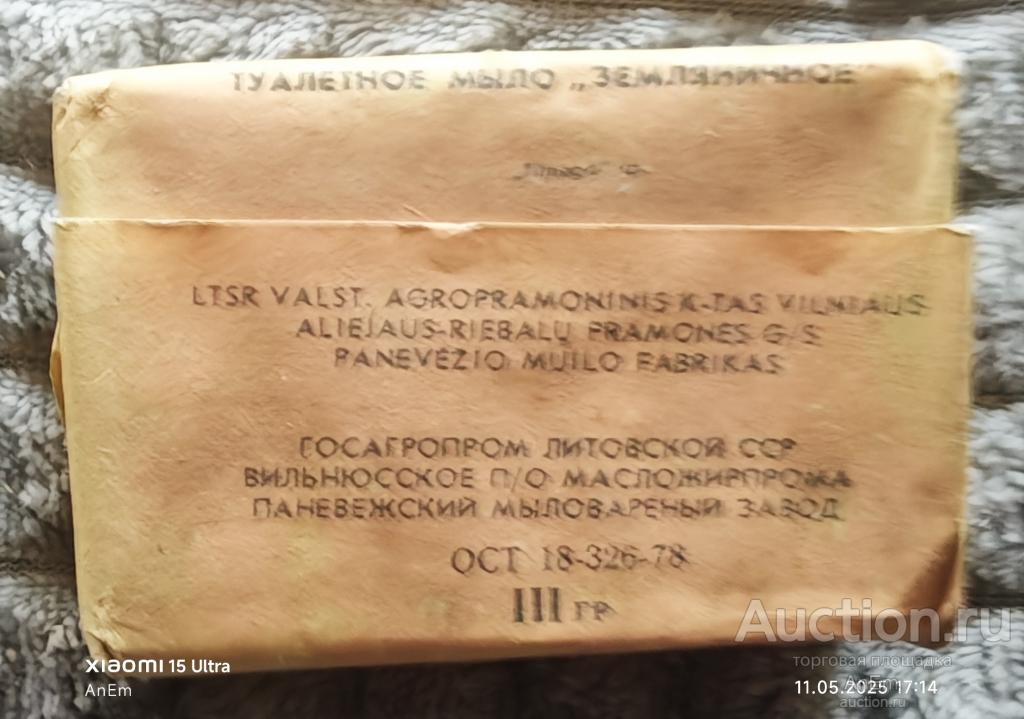 ТУАЛЕТНОЕ МЫЛО „ЗЕМЛЯНИЧНОЕ"
LTSR VALST. AGROPRAMONINIS K-TAS VILNIAUS
ALIEJAUS-RIEBALŲ PRAMONĖS G/S
PANEVĖŽIO MUILO FABRIKAS
ГОСАГРОПРОМ ЛИТОВСКОЙ ССР
ВИЛЬНЮССКОЕ П/О МАСЛОЖИРПРОМА
ПАНЕВЕЖСКИЙ МЫЛОВАРЕНЫЙ ЗАВОД
ОСТ 18-326-78
III ГР
Auction.ru
торговая площадка
AnEm
auction.ru
XIAOMI 15 Ultra
AnEm
11.05.2025 17:14